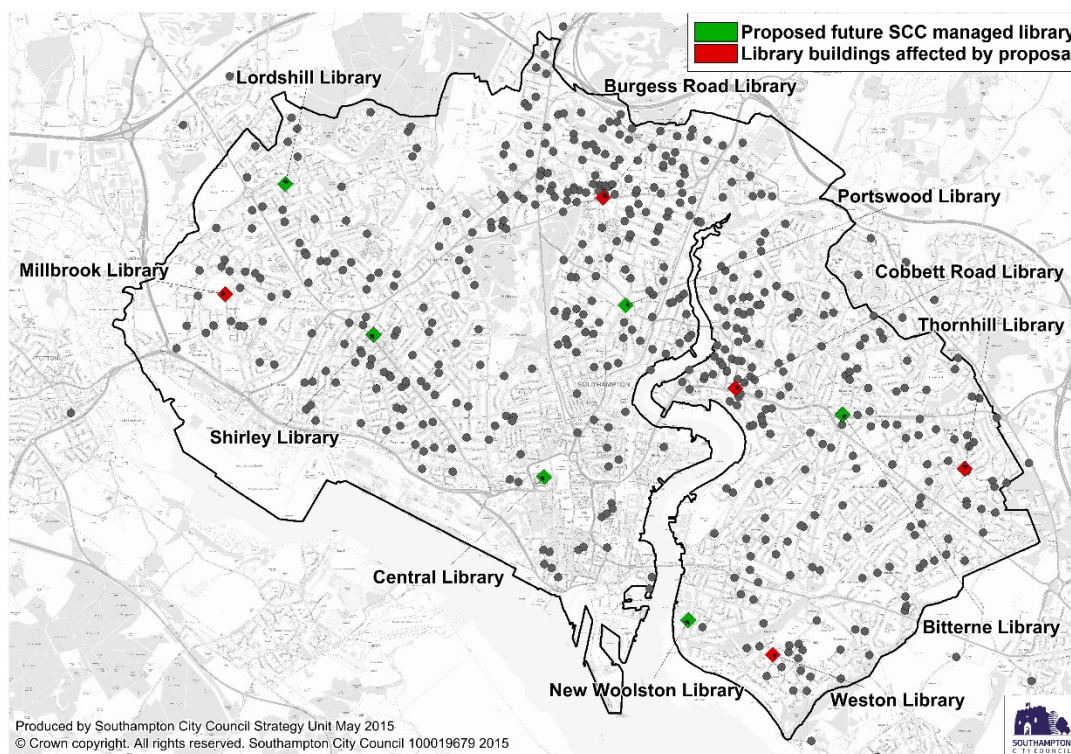 Proposed future SCC managed library
Library buildings affected by proposa
Lordshill Library
Burgess Road Library
Portswood Library
Millbrook Library
Cobbett Road Library
Thornhill Library
SOUTHAMPTON
Shirley Library
Central Library
Bitterne Library
New Woolston Library
Weston Library
Produced by Southampton City Council Strategy Unit May 2015
© Crown copyright. All rights reserved. Southampton City Council 100019679 2015
SOUTHAMPTON
CITY COUNCIL